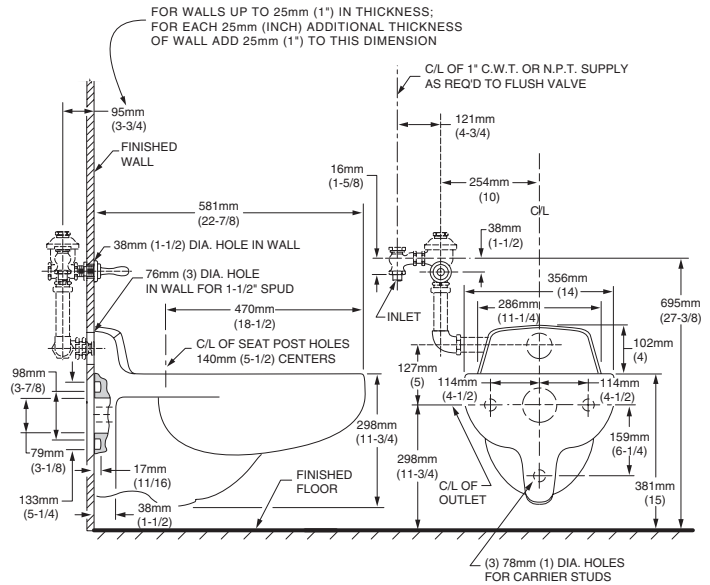 FOR WALLS UP TO 25mm (1") IN THICKNESS;
FOR EACH 25mm (INCH) ADDITIONAL THICKNESS
OF WALL ADD 25mm (1") TO THIS DIMENSION
C/L OF 1" C.W.T. OR N.P.T. SUPPLY
AS REQ'D TO FLUSH VALVE
95mm
(3-3/4)
121mm
(4-3/4)
FINISHED
WALL
16mm
(1-5/8)
254mm
(10)
581mm
(22-7/8)
C/L
38mm
(1-1/2)
38mm (1-1/2) DIA. HOLE IN WALL
76mm (3) DIA. HOLE
IN WALL FOR 1-1/2" SPUD
356mm
(14)
INLET
286mm
(11-1/4)
695mm
(27-3/8)
470mm
(18-1/2)
C/L OF SEAT POST HOLES
140mm (5-1/2) CENTERS
102mm
(4)
98mm
(3-7/8)
127mm
(5)
114mm
(4-1/2)
114mm
(4-1/2)
298mm
(11-3/4)
159mm
(6-1/4)
79mm
(3-1/8)
17mm
(11/16)
298mm
(11-3/4)
C/L OF
OUTLET
381mm
(15)
FINISHED
FLOOR
133mm
(5-1/4)
38mm
(1-1/2)
(3) 78mm (1) DIA. HOLES
FOR CARRIER STUDS